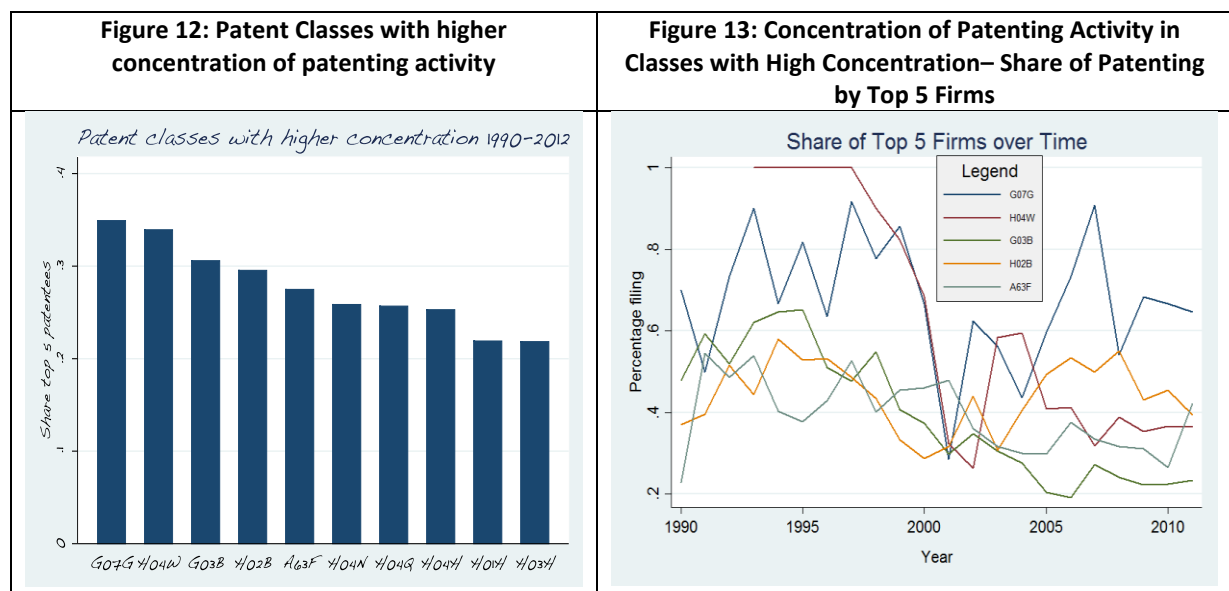 Figure 12: Patent Classes with higher
concentration of patenting activity
Figure 13: Concentration of Patenting Activity in
Classes with High Concentration– Share of Patenting
by Top 5 Firms
Patent classes with higher concentration 1990-2012
Share top 5 patentees
.4
.3
.2
.1
0
G07G H04W G03B H02B A63F H04N H04Q H04H H01H H03H
Share of Top 5 Firms over Time
Legend
G07G
H04W
G03B
H02B
A63F
Percentage filing
1
.8
.6
.4
.2
1990 1995 2000 2005 2010
Year